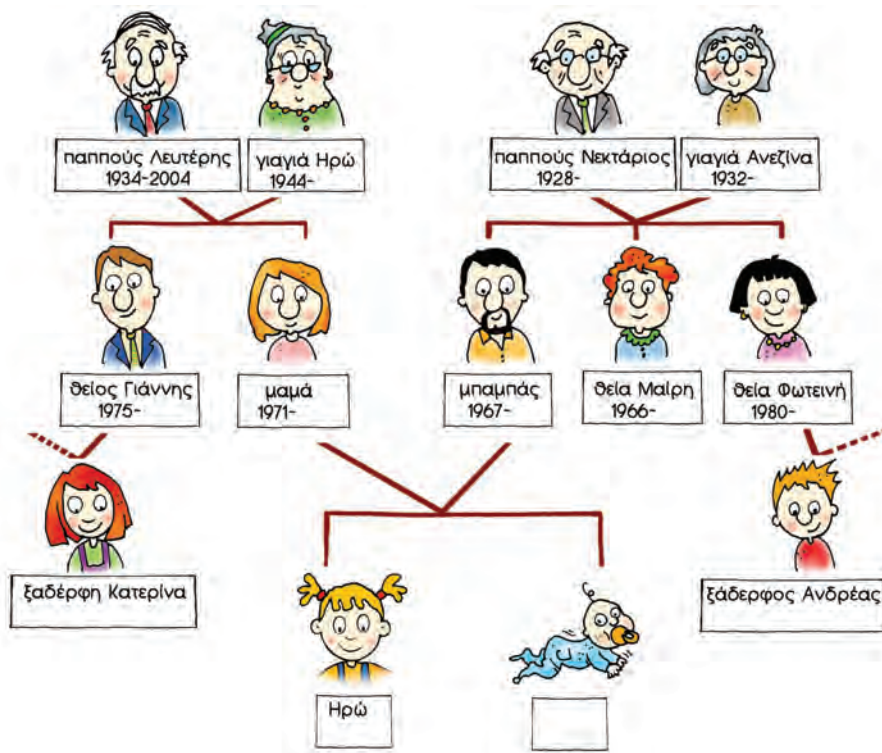 παππούς Λευτέρης
1934-2004
γιαγιά Ηρώ
1944-
παππούς Νεκτάριος
1928-
γιαγιά Ανεζίνα
1932-
θείος Γιάννης
1975-
μαμά
1971-
μπαμπάς
1967-
θεία Μαίρη
1966-
θεία Φωτεινή
1980-
ξαδέρφη Κατερίνα
ξάδερφος Ανδρέας
Ηρώ